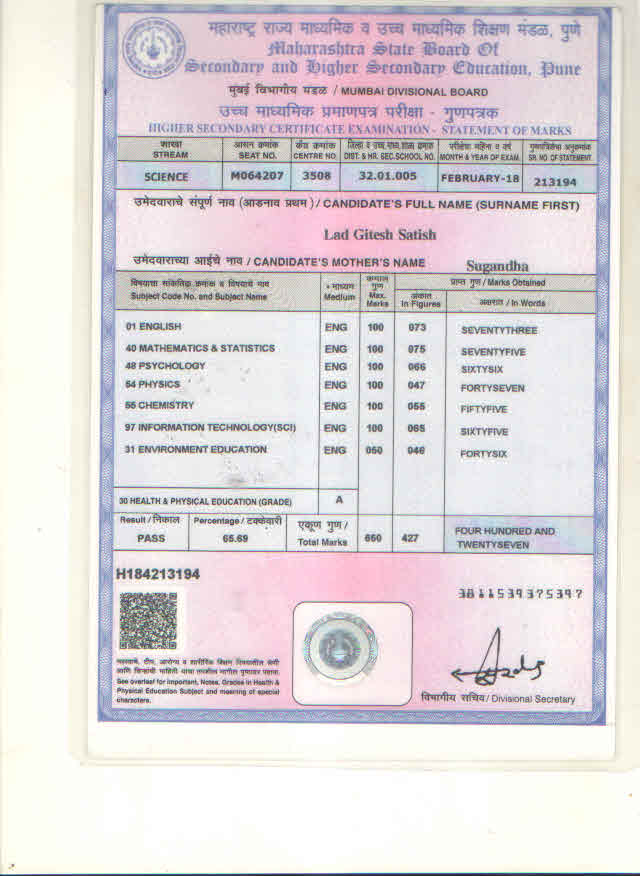 महाराष्ट्र राज्य माध्यमिक व उच्च माध्यमिक शिक्षण मंडळ, पुणे
Maharashtra State Board Of
Secondary and Higher Secondary Education, Pune
मुंबई विभागीय मंडळ / MUMBAI DIVISIONAL BOARD
उच्च माध्यमिक प्रमाणपत्र परीक्षा - गुणपत्रक
HIGHER SECONDARY CERTIFICATE EXAMINATION - STATEMENT OF MARKS
शाखा आसन क्रमांक केंद्र क्रमांक जिल्हा व उच्च.माध्य.शाळा क्रमांक परीक्षेचा महिना व वर्ष गुणपत्रिकेचा अनुक्रमांक
STREAM SEAT NO. CENTRE NO. DIST. & HR. SEC.SCHOOL NO. MONTH & YEAR OF EXAM. SR. NO. OF STATEMENT
SCIENCE M064207 3508 32.01.005 FEBRUARY-18 213194
उमेदवाराचे संपूर्ण नाव (आडनाव प्रथम) / CANDIDATE'S FULL NAME (SURNAME FIRST)
Lad Gitesh Satish
उमेदवाराच्या आईचे नाव / CANDIDATE'S MOTHER'S NAME Sugandha
विषयाचा सांकेतिक क्रमांक व विषयाचे नाव माध्यम कमाल गुण प्राप्त गुण / Marks Obtained
Subject Code No. and Subject Name Medium Max. Marks अंकात In Figures अक्षरात / In Words
01 ENGLISH ENG 100 073 SEVENTYTHREE
40 MATHEMATICS & STATISTICS ENG 100 075 SEVENTYFIVE
48 PSYCHOLOGY ENG 100 066 SIXTYSIX
54 PHYSICS ENG 100 047 FORTYSEVEN
55 CHEMISTRY ENG 100 055 FIFTYFIVE
97 INFORMATION TECHNOLOGY(SCI) ENG 100 065 SIXTYFIVE
31 ENVIRONMENT EDUCATION ENG 050 046 FORTYSIX
30 HEALTH & PHYSICAL EDUCATION (GRADE) A
Result / निकाल Percentage / टक्केवारी एकूण गुण / Total Marks 650 427 FOUR HUNDRED AND
PASS 65.69 TWENTYSEVEN
H184213194
See overleaf for Important, Notes, Grades in Health &
Physical Education Subject and meaning of special
characters.
विभागीय सचिव / Divisional Secretary